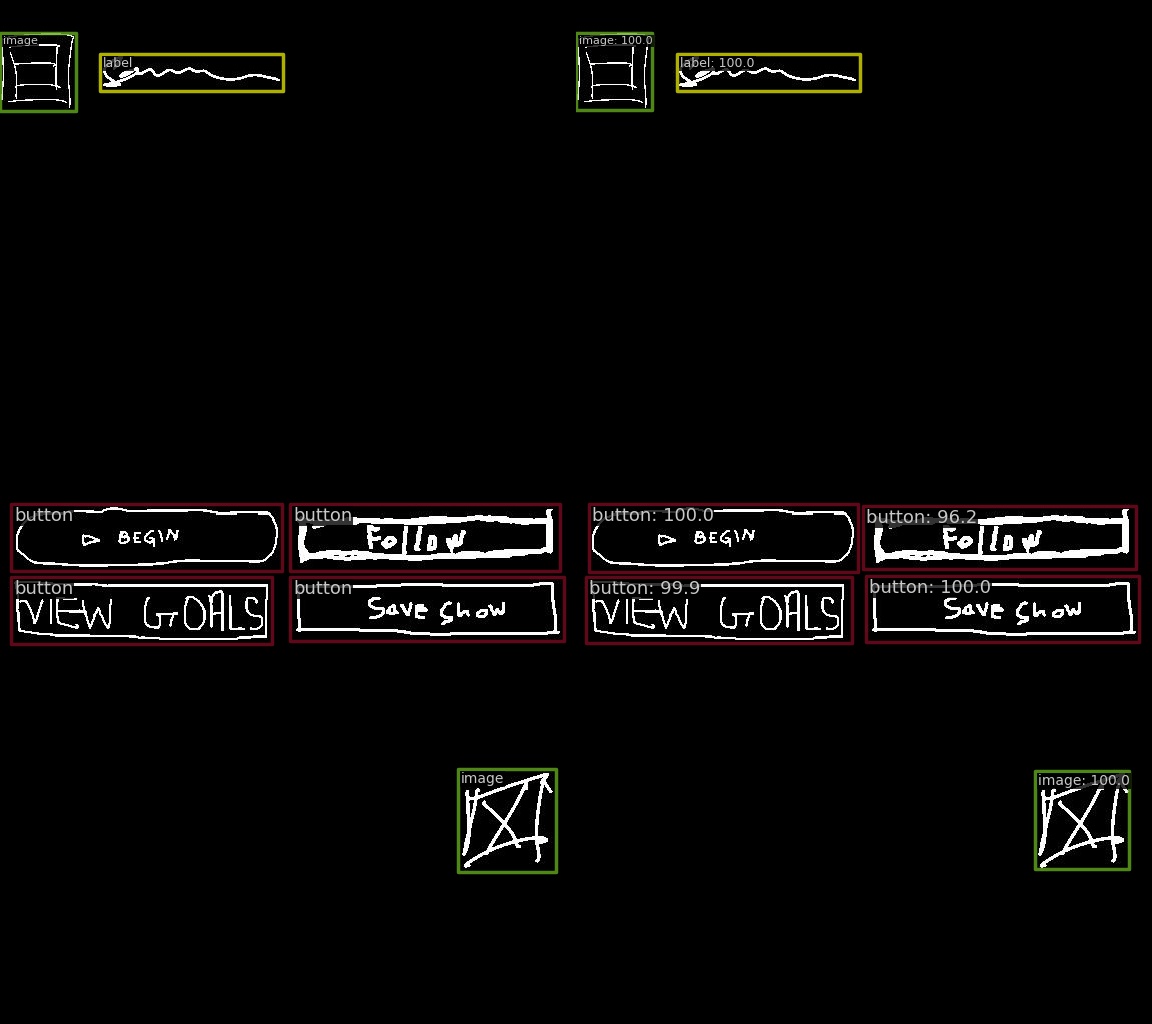 image image: 100.0
label label: 100.0
button button button: 100.0 button: 96.2
BEGIN Follow BEGIN Follow
button button button: 99.9 button: 100.0
VIEW GOALS Save Show VIEW GOALS Save Show
image image: 100.0